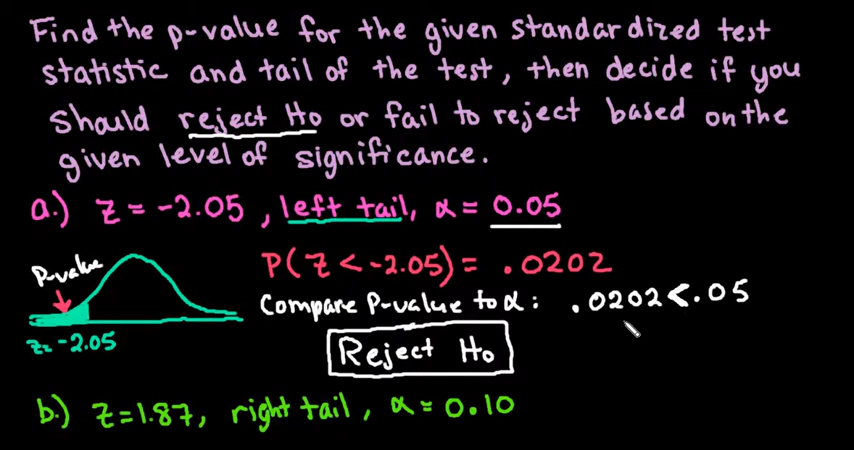 Find the p-value for the given standardized test
statistic and tail of the test, then decide if you
should reject Ho or fail to reject based on the
given level of significance.
a.) z = -2.05, left tail, α = 0.05
P-value
P(Z < -2.05) = .0202
Compare P-value to α: .0202 < .05
z = -2.05
Reject Ho
b.) z = 1.87, right tail, α = 0.10